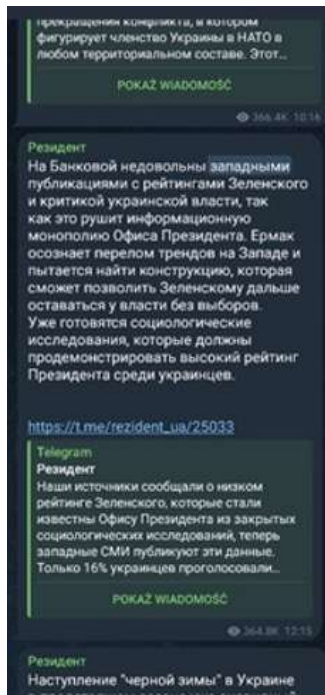 прекращения конфликта, в котором
фигурирует членство Украины в НАТО в
любом территориальном составе. Этот...
POKAŻ WIADOMOŚĆ
366.4K 10:16
Резидент
На Банковой недовольны западными
публикациями с рейтингами Зеленского
и критикой украинской власти, так
как это рушит информационную
монополию Офиса Президента. Ермак
осознает перелом трендов на Западе и
пытается найти конструкцию, которая
сможет позволить Зеленскому дальше
оставаться у власти без выборов.
Уже готовятся социологические
исследования, которые должны
продемонстрировать высокий рейтинг
Президента среди украинцев.
https://t.me/rezident_ua/25033
Telegram
Резидент
Наши источники сообщали о низком
рейтинге Зеленского, которые стали
известны Офису Президента из закрытых
социологических исследований, теперь
западные СМИ публикуют эти данные.
Только 16% украинцев проголосовали...
POKAŻ WIADOMOŚĆ
364.8K 12:15
Резидент
Наступление "черной зимы" в Украине